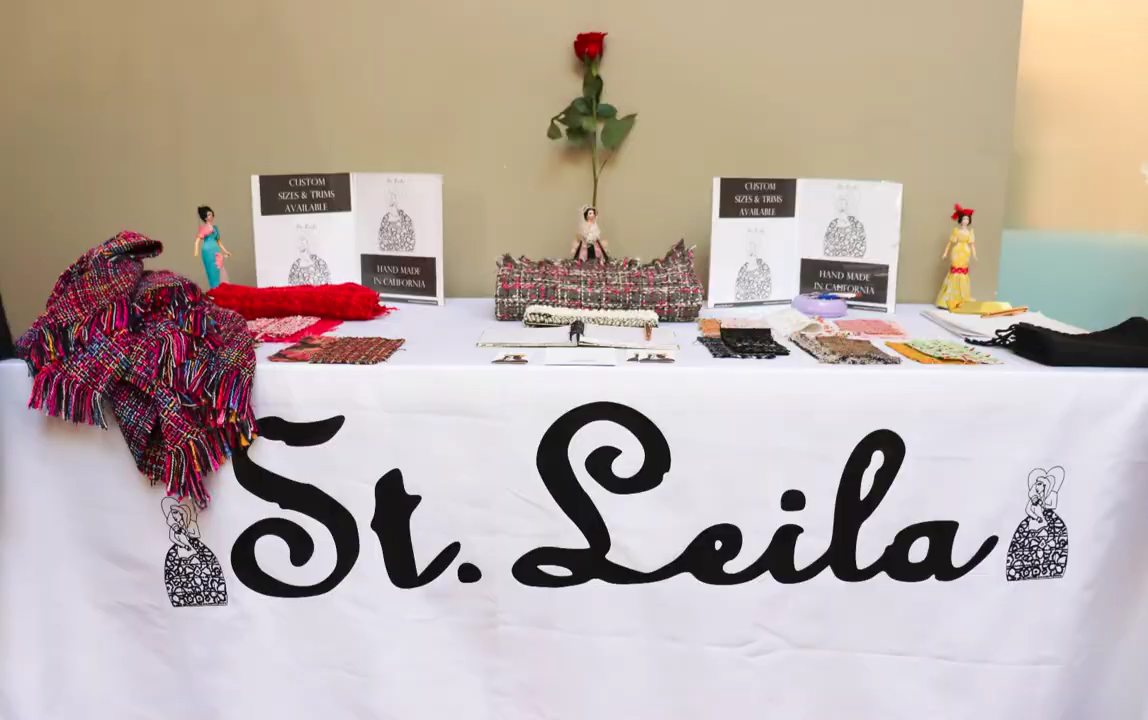 CUSTOM
SIZES & TRIMS
AVAILABLE
HAND MADE
IN CALIFORNIA
CUSTOM
SIZES & TRIMS
AVAILABLE
HAND MADE
IN CALIFORNIA
St. Leila